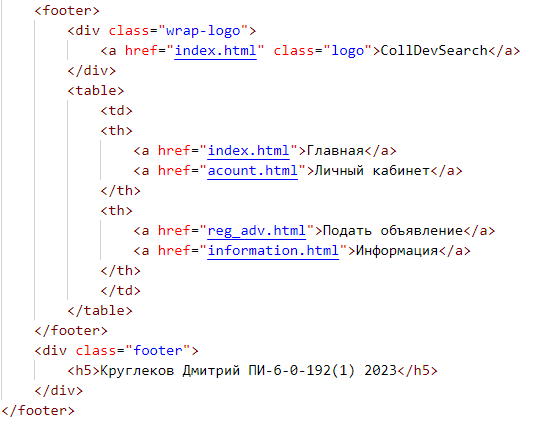 <footer>
<div class="wrap-logo">
<a href="index.html" class="logo">CollDevSearch</a>
</div>
<table>
<td>
<th>
<a href="index.html">Главная</a>
<a href="acount.html">Личный кабинет</a>
</th>
<th>
<a href="reg_adv.html">Подать объявление</a>
<a href="information.html">Информация</a>
</th>
</td>
</table>
</footer>
<div class="footer">
<h5>Круглеков Дмитрий ПИ-6-0-192(1) 2023</h5>
</div>
</footer>